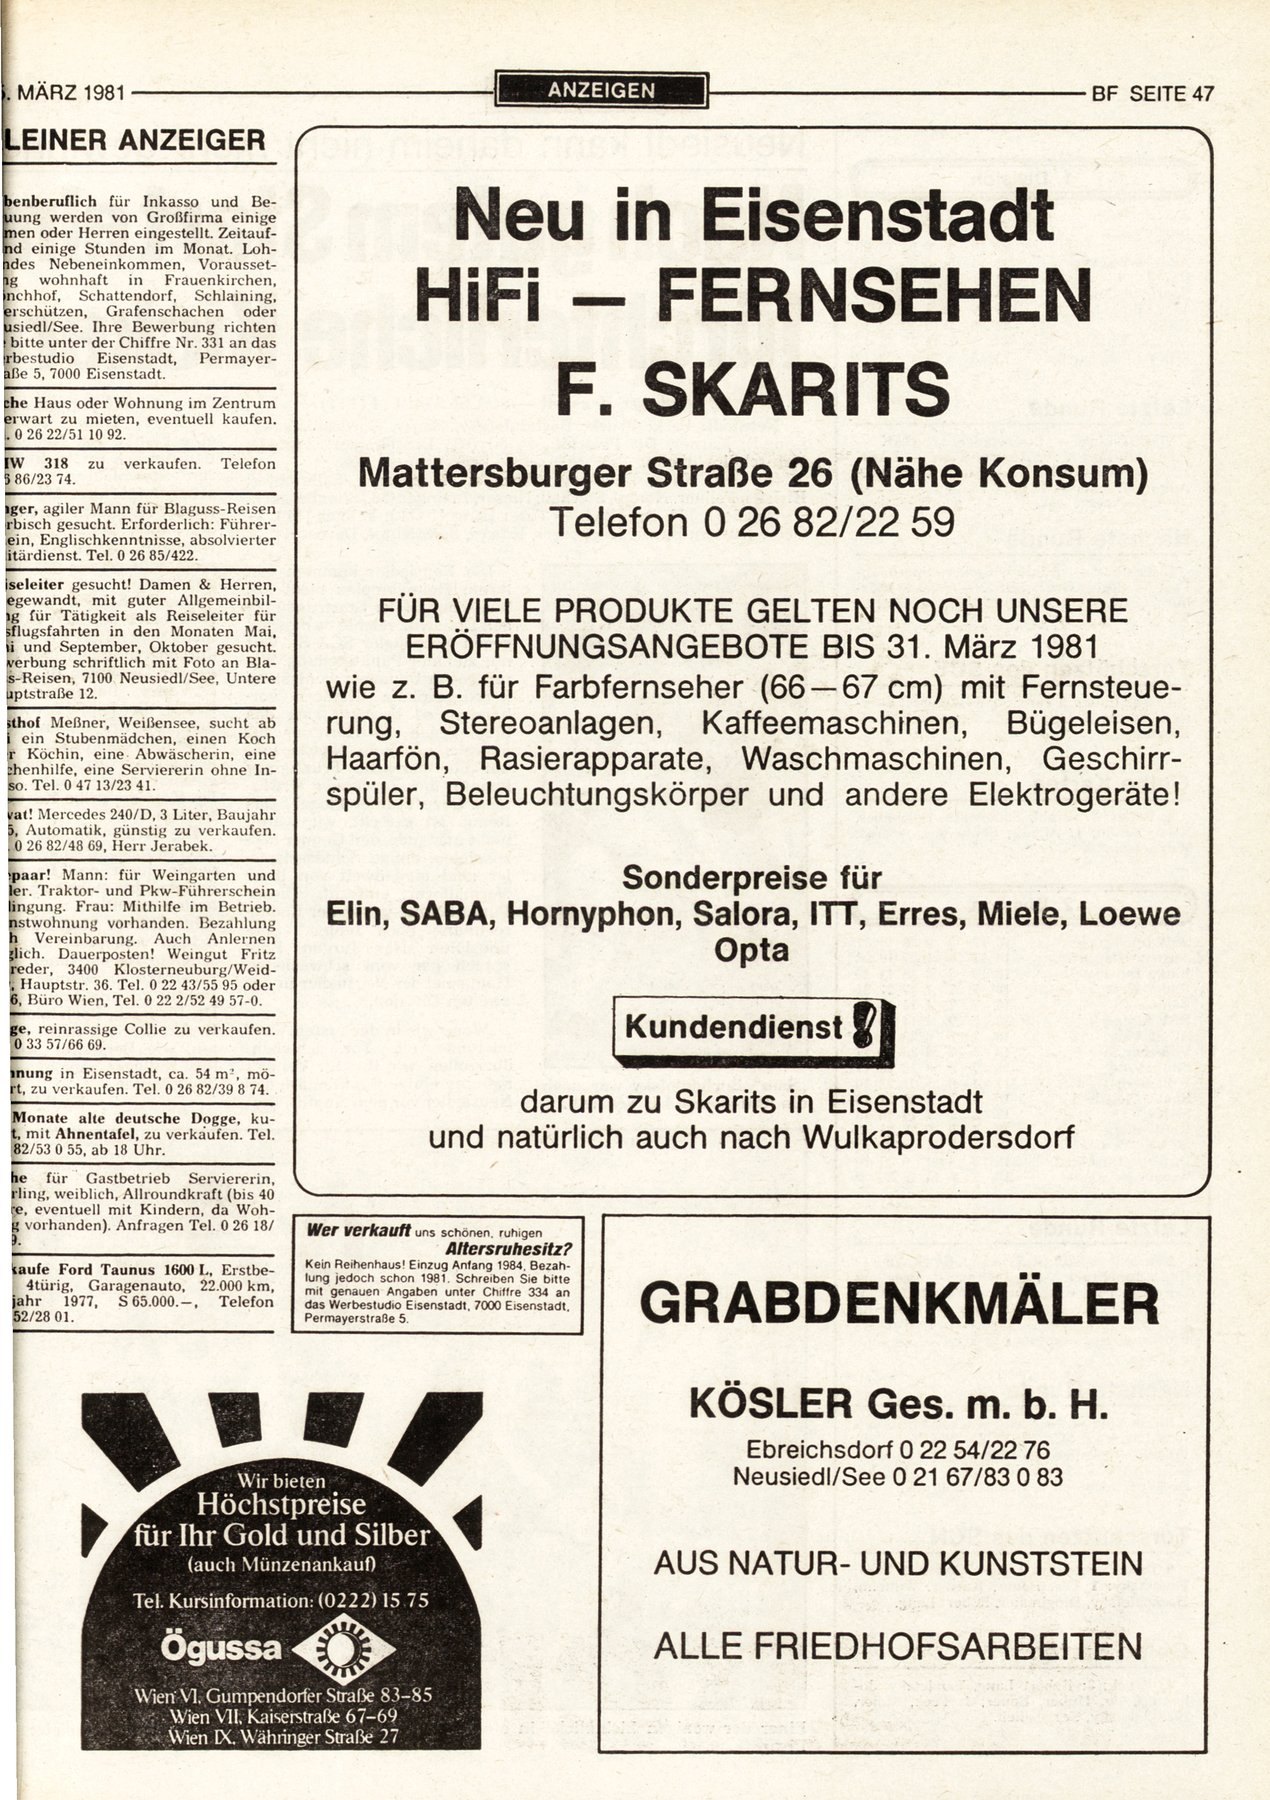 . MÄRZ 1981
ANZEIGEN
BF SEITE 47
LEINER ANZEIGER
benberuflich für Inkasso und Be-
uung werden von Großfirma einige
men oder Herren eingestellt. Zeitauf-
nd einige Stunden im Monat. Loh-
ndes Nebeneinkommen, Vorausset-
ng wohnhaft in Frauenkirchen,
nchhof, Schattendorf, Schlaining,
erschützen, Grafenschachen oder
usiedl/See. Ihre Bewerbung richten
bitte unter der Chiffre Nr. 331 an das
rbestudio Eisenstadt, Permayer-
aße 5, 7000 Eisenstadt.
che Haus oder Wohnung im Zentrum
erwart zu mieten, eventuell kaufen.
. 0 26 22/51 10 92.
IW 318 zu verkaufen. Telefon
6 86/23 74.
ger, agiler Mann für Blaguss-Reisen
rbisch gesucht. Erforderlich: Führer-
ein, Englischkenntnisse, absolvierter
itärdienst. Tel. 0 26 85/422.
iseleiter gesucht! Damen & Herren,
egewandt, mit guter Allgemeinbil-
ng für Tätigkeit als Reiseleiter für
sflugsfahrten in den Monaten Mai,
i und September, Oktober gesucht.
verbung schriftlich mit Foto an Bla-
s-Reisen, 7100 Neusiedl/See, Untere
uptstraße 12.
sthof Meßner, Weißensee, sucht ab
i ein Stubenmädchen, einen Koch
r Köchin, eine Abwäscherin, eine
chenhilfe, eine Serviererin ohne In-
so. Tel. 0 47 13/23 41.
vat! Mercedes 240/D, 3 Liter, Baujahr
5, Automatik, günstig zu verkaufen.
0 26 82/48 69, Herr Jerabek.
epaar! Mann: für Weingarten und
ler. Traktor- und Pkw-Führerschein
lingung. Frau: Mithilfe im Betrieb.
nstwohnung vorhanden. Bezahlung
h Vereinbarung. Auch Anlernen
glich. Dauerposten! Weingut Fritz
reder, 3400 Klosterneuburg/Weid-
, Hauptstr. 36. Tel. 0 22 43/55 95 oder
6, Büro Wien, Tel. 0 22 2/52 49 57-0.
ge, reinrassige Collie zu verkaufen.
0 33 57/66 69.
hnung in Eisenstadt, ca. 54 m², mö-
rt, zu verkaufen. Tel. 0 26 82/39 8 74.
Monate alte deutsche Dogge, ku-
t, mit Ahnentafel, zu verkaufen. Tel.
82/53 0 55, ab 18 Uhr.
he für Gastbetrieb Serviererin,
rling, weiblich, Allroundkraft (bis 40
re, eventuell mit Kindern, da Woh-
g vorhanden). Anfragen Tel. 0 26 18/
9.
kaufe Ford Taunus 1600 L, Erstbe-
4türig, Garagenauto, 22.000 km,
jahr 1977, S 65.000.–, Telefon
52/28 01.
Neu in Eisenstadt
HiFi – FERNSEHEN
F. SKARITS
Mattersburger Straße 26 (Nähe Konsum)
Telefon 0 26 82/22 59
FÜR VIELE PRODUKTE GELTEN NOCH UNSERE
ERÖFFNUNGSANGEBOTE BIS 31. März 1981
wie z. B. für Farbfernseher (66–67 cm) mit Fernsteue-
rung, Stereoanlagen, Kaffeemaschinen, Bügeleisen,
Haarfön, Rasierapparate, Waschmaschinen, Geschirr-
spüler, Beleuchtungskörper und andere Elektrogeräte!
Sonderpreise für
Elin, SABA, Hornyphon, Salora, ITT, Erres, Miele, Loewe
Opta
Kundendienst !
darum zu Skarits in Eisenstadt
und natürlich auch nach Wulkaprodersdorf
Wer verkauft uns schönen, ruhigen
Altersruhesitz?
Kein Reihenhaus! Einzug Anfang 1984, Bezah-
lung jedoch schon 1981. Schreiben Sie bitte
mit genauen Angaben unter Chiffre 334 an
das Werbestudio Eisenstadt, 7000 Eisenstadt,
Permayerstraße 5.
GRABDENKMÄLER
KÖSLER Ges. m. b. H.
Ebreichsdorf 0 22 54/22 76
Neusiedl/See 0 21 67/83 0 83
AUS NATUR- UND KUNSTSTEIN
ALLE FRIEDHOFSARBEITEN
Wir bieten
Höchstpreise
für Ihr Gold und Silber
(auch Münzenankauf)
Tel. Kursinformation: (0222) 15 75
Ögussa
Wien VI, Gumpendorfer Straße 83–85
Wien VII, Kaiserstraße 67–69
Wien IX, Währinger Straße 27